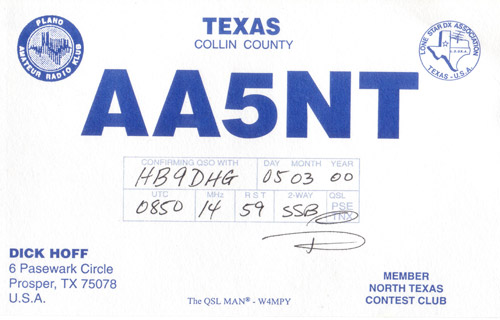 PLANO
AMATEUR RADIO KLUB
TEXAS
COLLIN COUNTY
LONE STAR DX ASSOCIATION
TEXAS - U.S.A.
AA5NT
CONFIRMING QSO WITH DAY MONTH YEAR
HB9DHG 05 03 00
UTC MHz R S T 2-WAY QSL
0850 14 59 SSB PSE
TNX
DICK HOFF
6 Pasewark Circle
Prosper, TX 75078
U.S.A.
The QSL MAN® - W4MPY
MEMBER
NORTH TEXAS
CONTEST CLUB